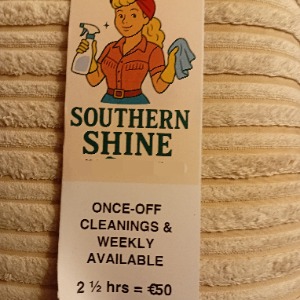 SOUTHERN
SHINE
ONCE-OFF
CLEANINGS &
WEEKLY
AVAILABLE
2 ½ hrs = €50